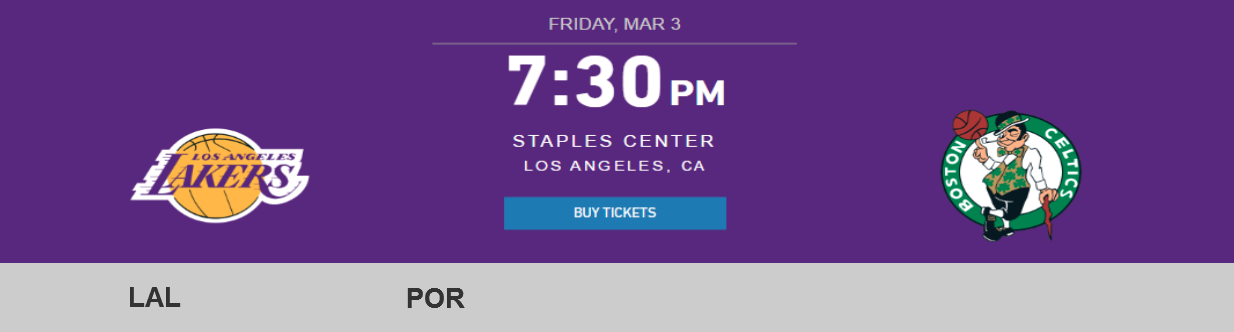 FRIDAY, MAR 3
7:30 PM
STAPLES CENTER
LOS ANGELES, CA
BUY TICKETS
LOS ANGELES
LAKERS
BOSTON
CELTICS
LAL
POR